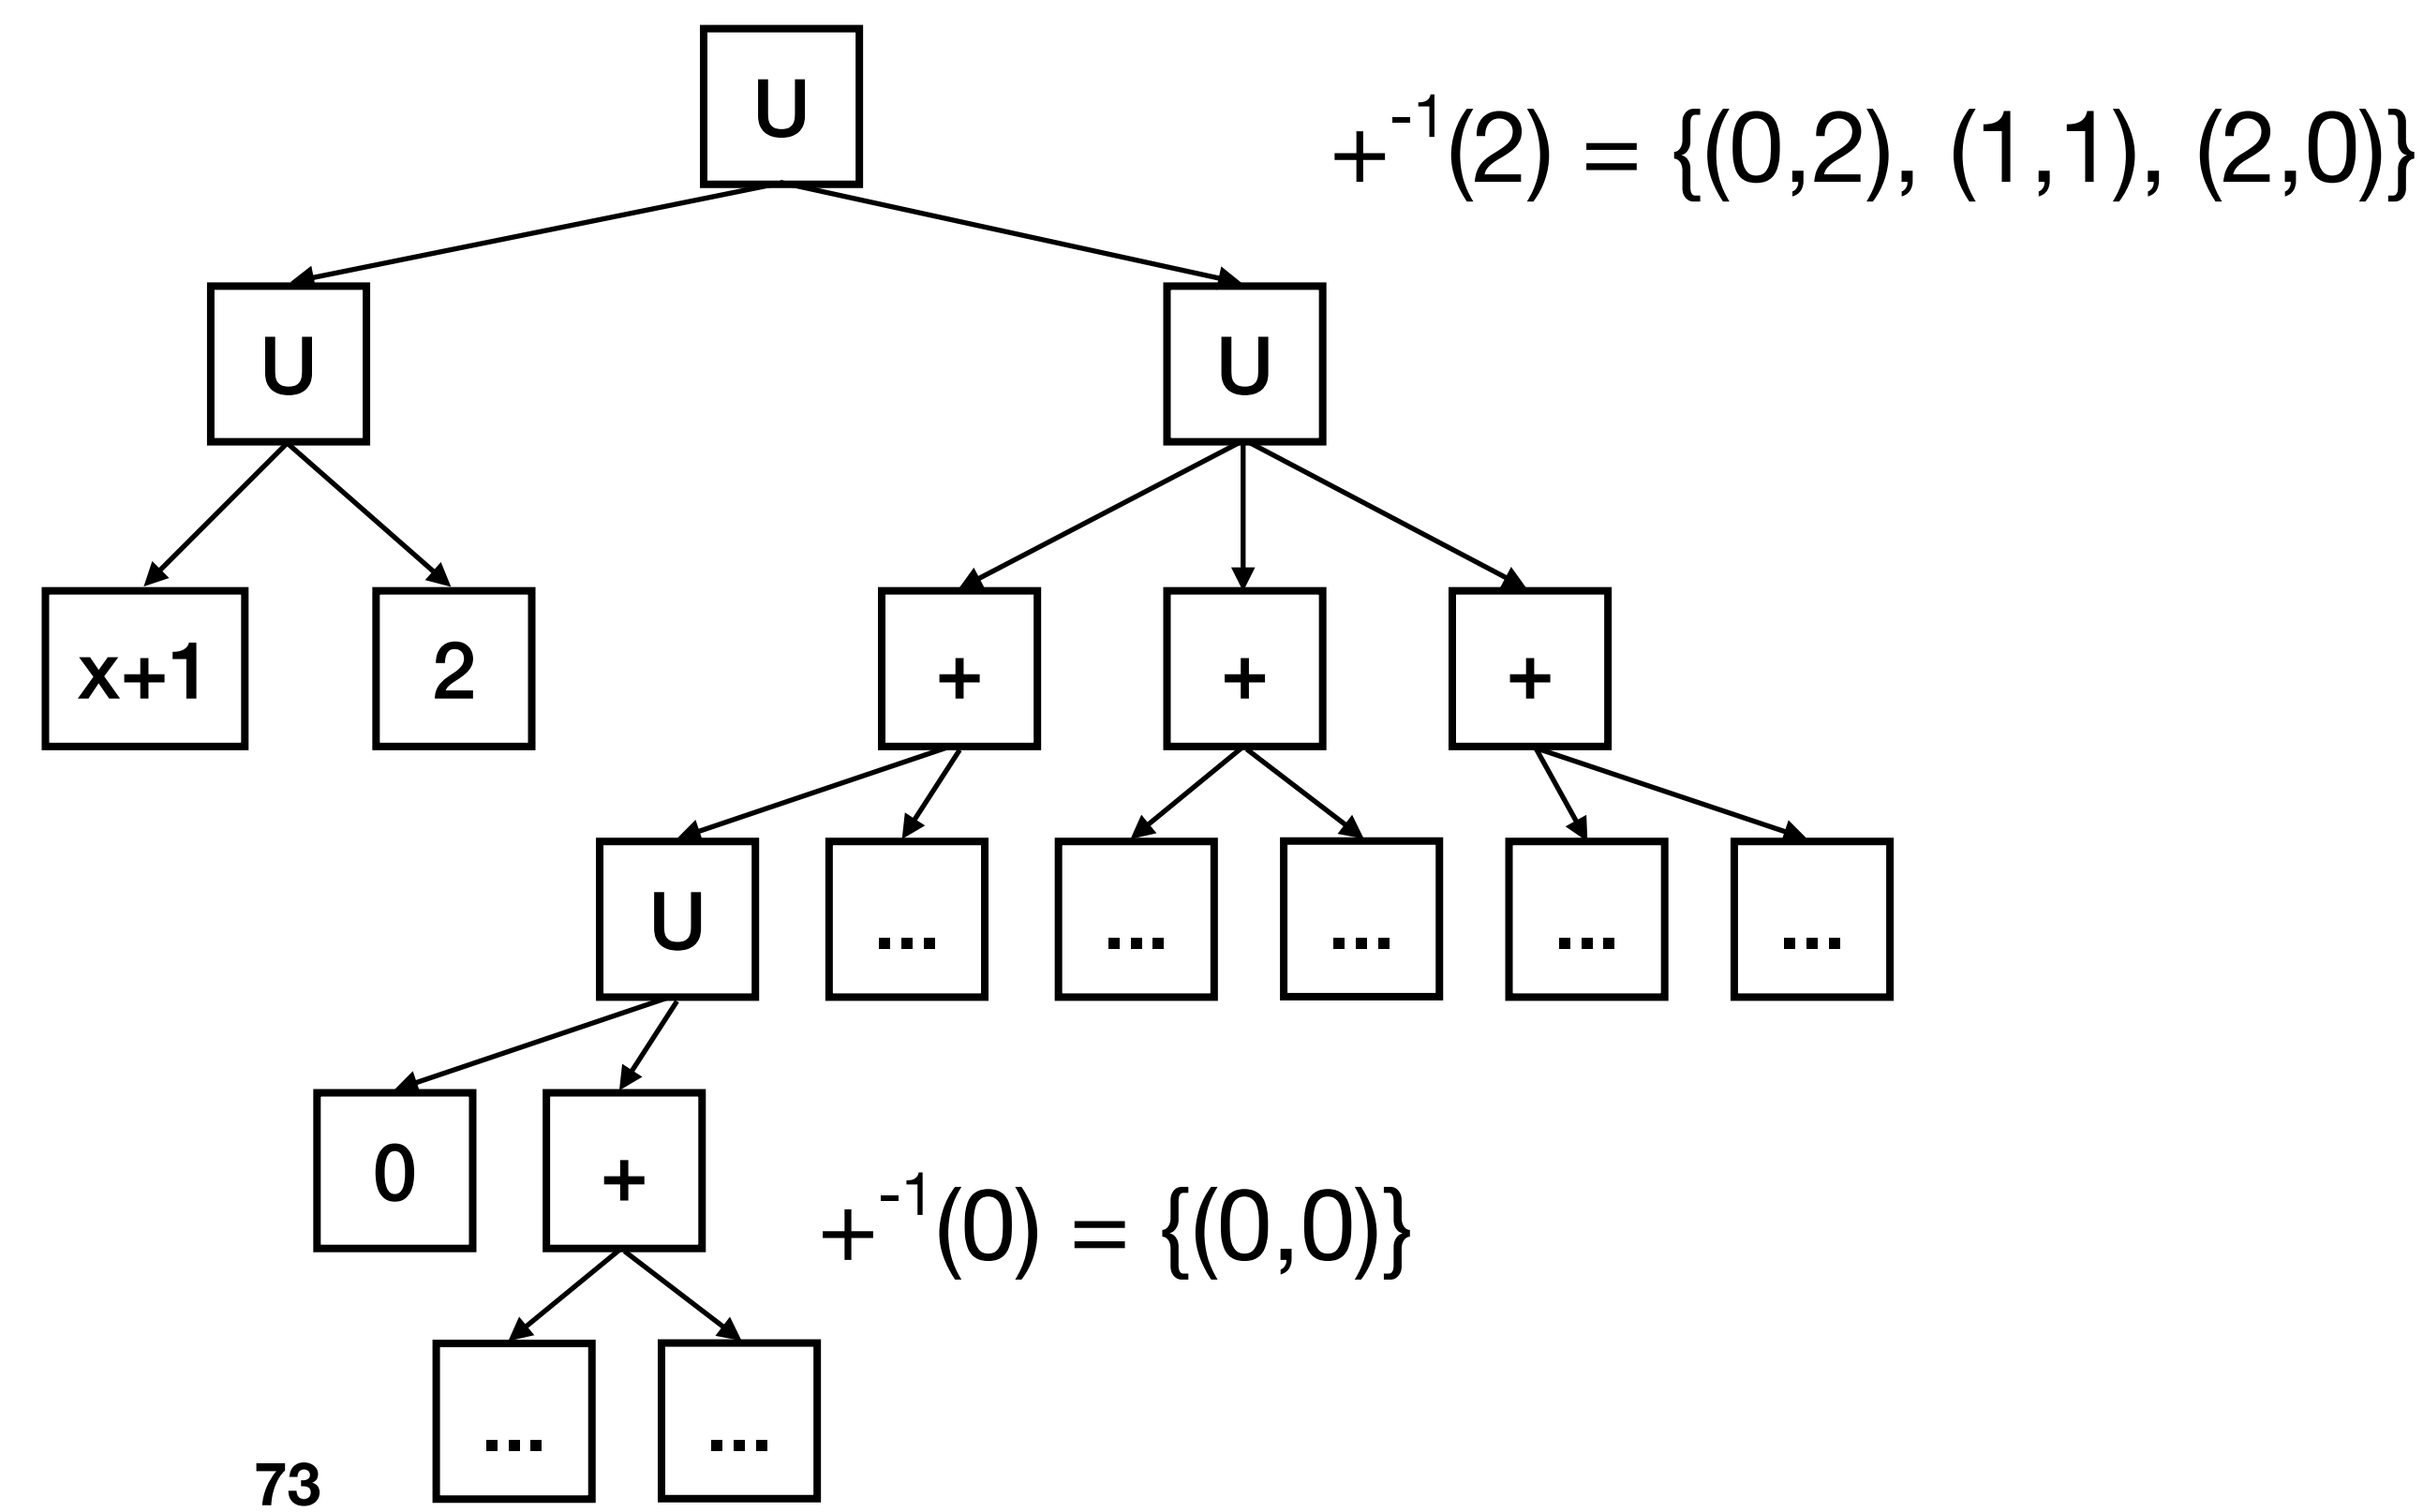 U
+⁻¹(2) = {(0,2), (1,1), (2,0)}
U U
x+1 2 + + +
U ... ... ... ... ...
0 + +⁻¹(0) = {(0,0)}
... ...
73